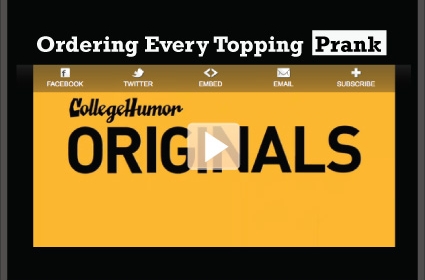 Ordering Every Topping Prank
FACEBOOK TWITTER EMBED EMAIL SUBSCRIBE
CollegeHumor
ORIGINALS